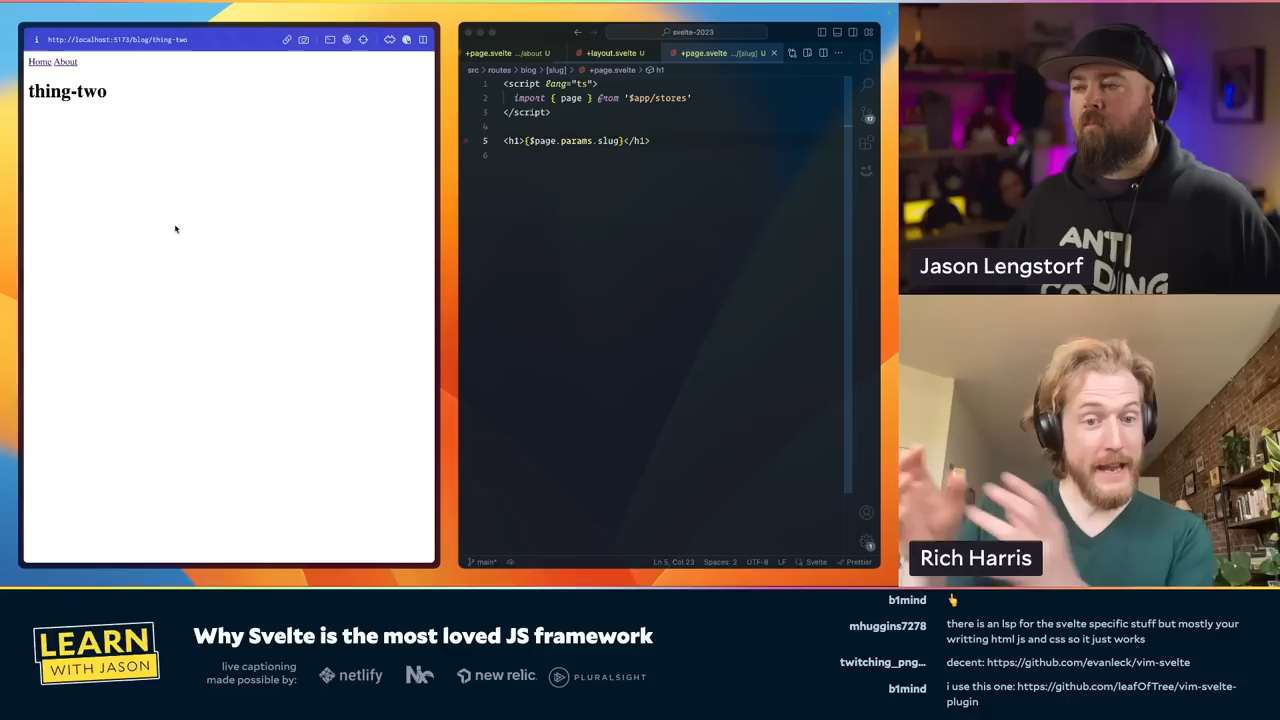 http://localhost:5173/blog/thing-two
Home About
thing-two
svelte-2023
+page.svelte .../about U
+layout.svelte U
+page.svelte .../[slug] U
src > routes > blog > [slug] > +page.svelte > h1
1 <script lang="ts">
2 import { page } from '$app/stores'
3 </script>
4
5 <h1>{$page.params.slug}</h1>
6
17
1
main*
Ln 5, Col 23 Spaces: 2 UTF-8 LF Svelte Prettier
ANTI
Jason Lengstorf
Rich Harris
LEARN
WITH JASON
Why Svelte is the most loved JS framework
live captioning
made possible by:
netlify
Nx
new relic.
PLURALSIGHT
b1mind 👆
mhuggins7278 there is an lsp for the svelte specific stuff but mostly your
writting html js and css so it just works
twitching_png... decent: https://github.com/evanleck/vim-svelte
b1mind i use this one: https://github.com/leafOfTree/vim-svelte-
plugin